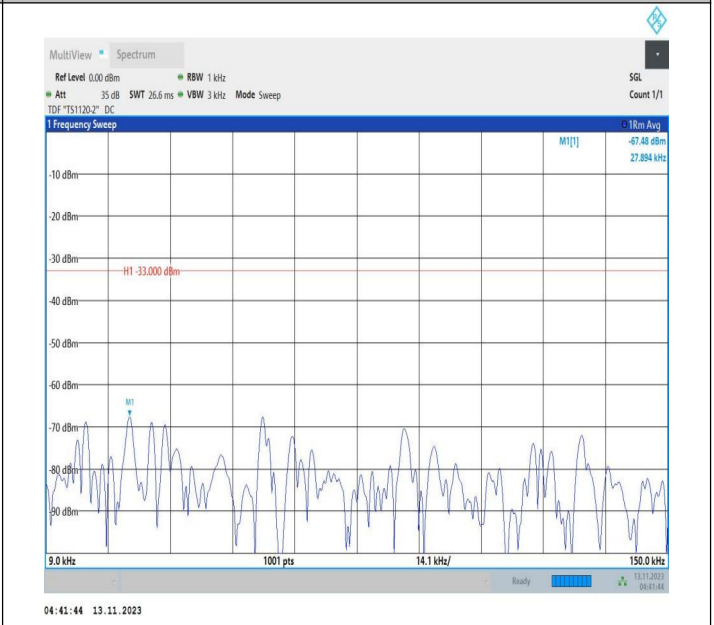 MultiView Spectrum
Ref Level 0.00 dBm RBW 1 kHz SGL
Att 35 dB SWT 26.6 ms VBW 3 kHz Mode Sweep Count 1/1
TDF "TS1120-2" DC
1 Frequency Sweep 1Rm Avg
M1[1] -67.48 dBm
27.894 kHz
-10 dBm
-20 dBm
-30 dBm
H1 -33.000 dBm
-40 dBm
-50 dBm
-60 dBm
M1
-70 dBm
-80 dBm
-90 dBm
9.0 kHz 1001 pts 14.1 kHz/ 150.0 kHz
Ready 13.11.2023
04:41:44
04:41:44 13.11.2023